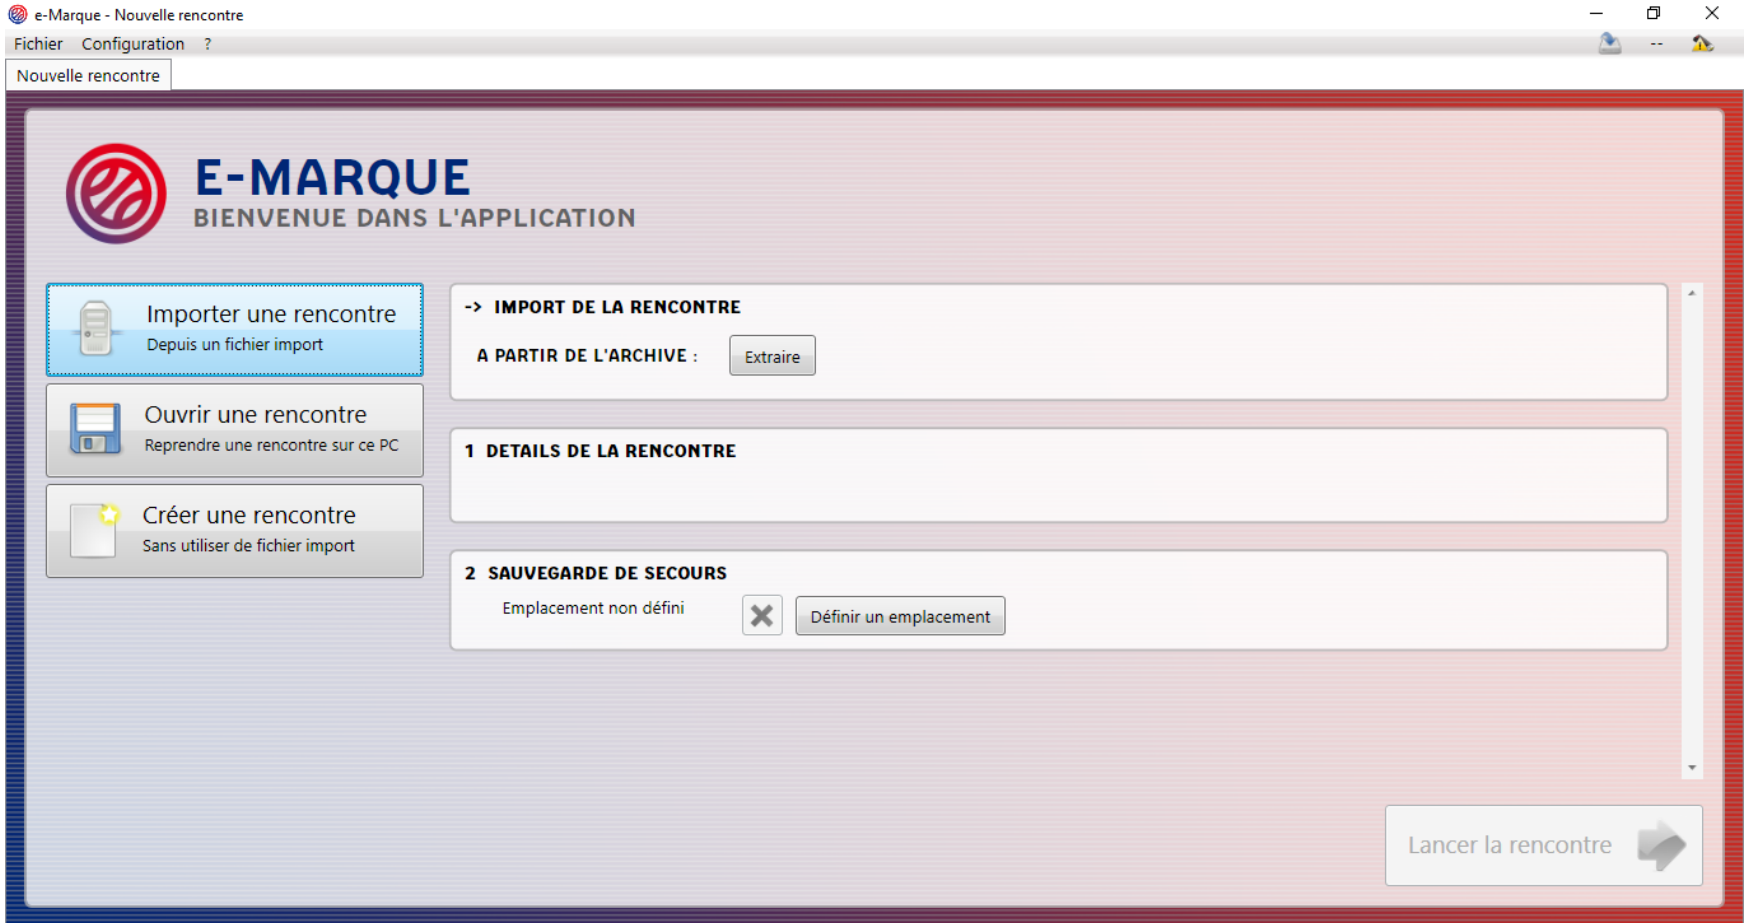 e-Marque - Nouvelle rencontre
Fichier Configuration ?
--
Nouvelle rencontre
E-MARQUE
BIENVENUE DANS L'APPLICATION
Importer une rencontre
Depuis un fichier import
Ouvrir une rencontre
Reprendre une rencontre sur ce PC
Créer une rencontre
Sans utiliser de fichier import
-> IMPORT DE LA RENCONTRE
A PARTIR DE L'ARCHIVE : Extraire
1 DETAILS DE LA RENCONTRE
2 SAUVEGARDE DE SECOURS
Emplacement non défini Définir un emplacement
Lancer la rencontre